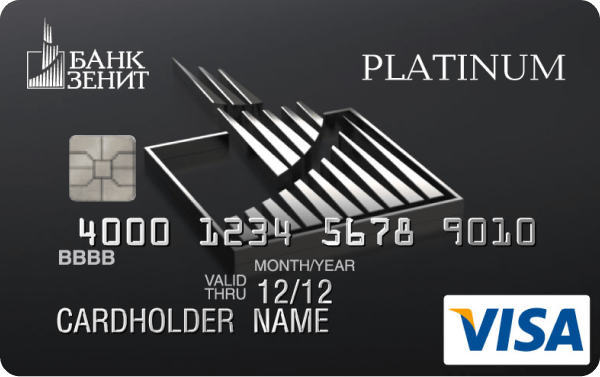 БАНК
ЗЕНИТ
PLATINUM
4000 1234 5678 9010
BBBB
MONTH/YEAR
VALID
THRU 12/12
CARDHOLDER NAME
VISA